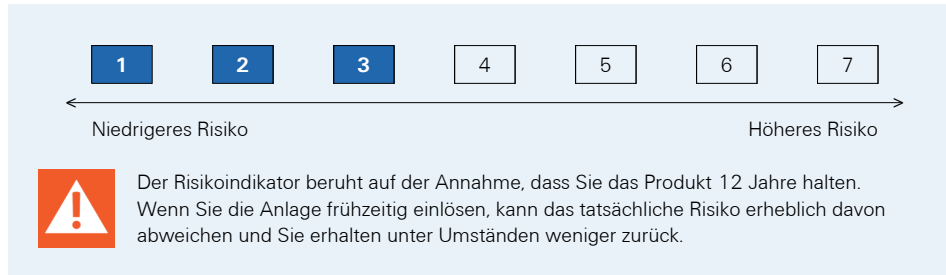 1 2 3 4 5 6 7
Niedrigeres Risiko Höheres Risiko
Der Risikoindikator beruht auf der Annahme, dass Sie das Produkt 12 Jahre halten.
Wenn Sie die Anlage frühzeitig einlösen, kann das tatsächliche Risiko erheblich davon
abweichen und Sie erhalten unter Umständen weniger zurück.